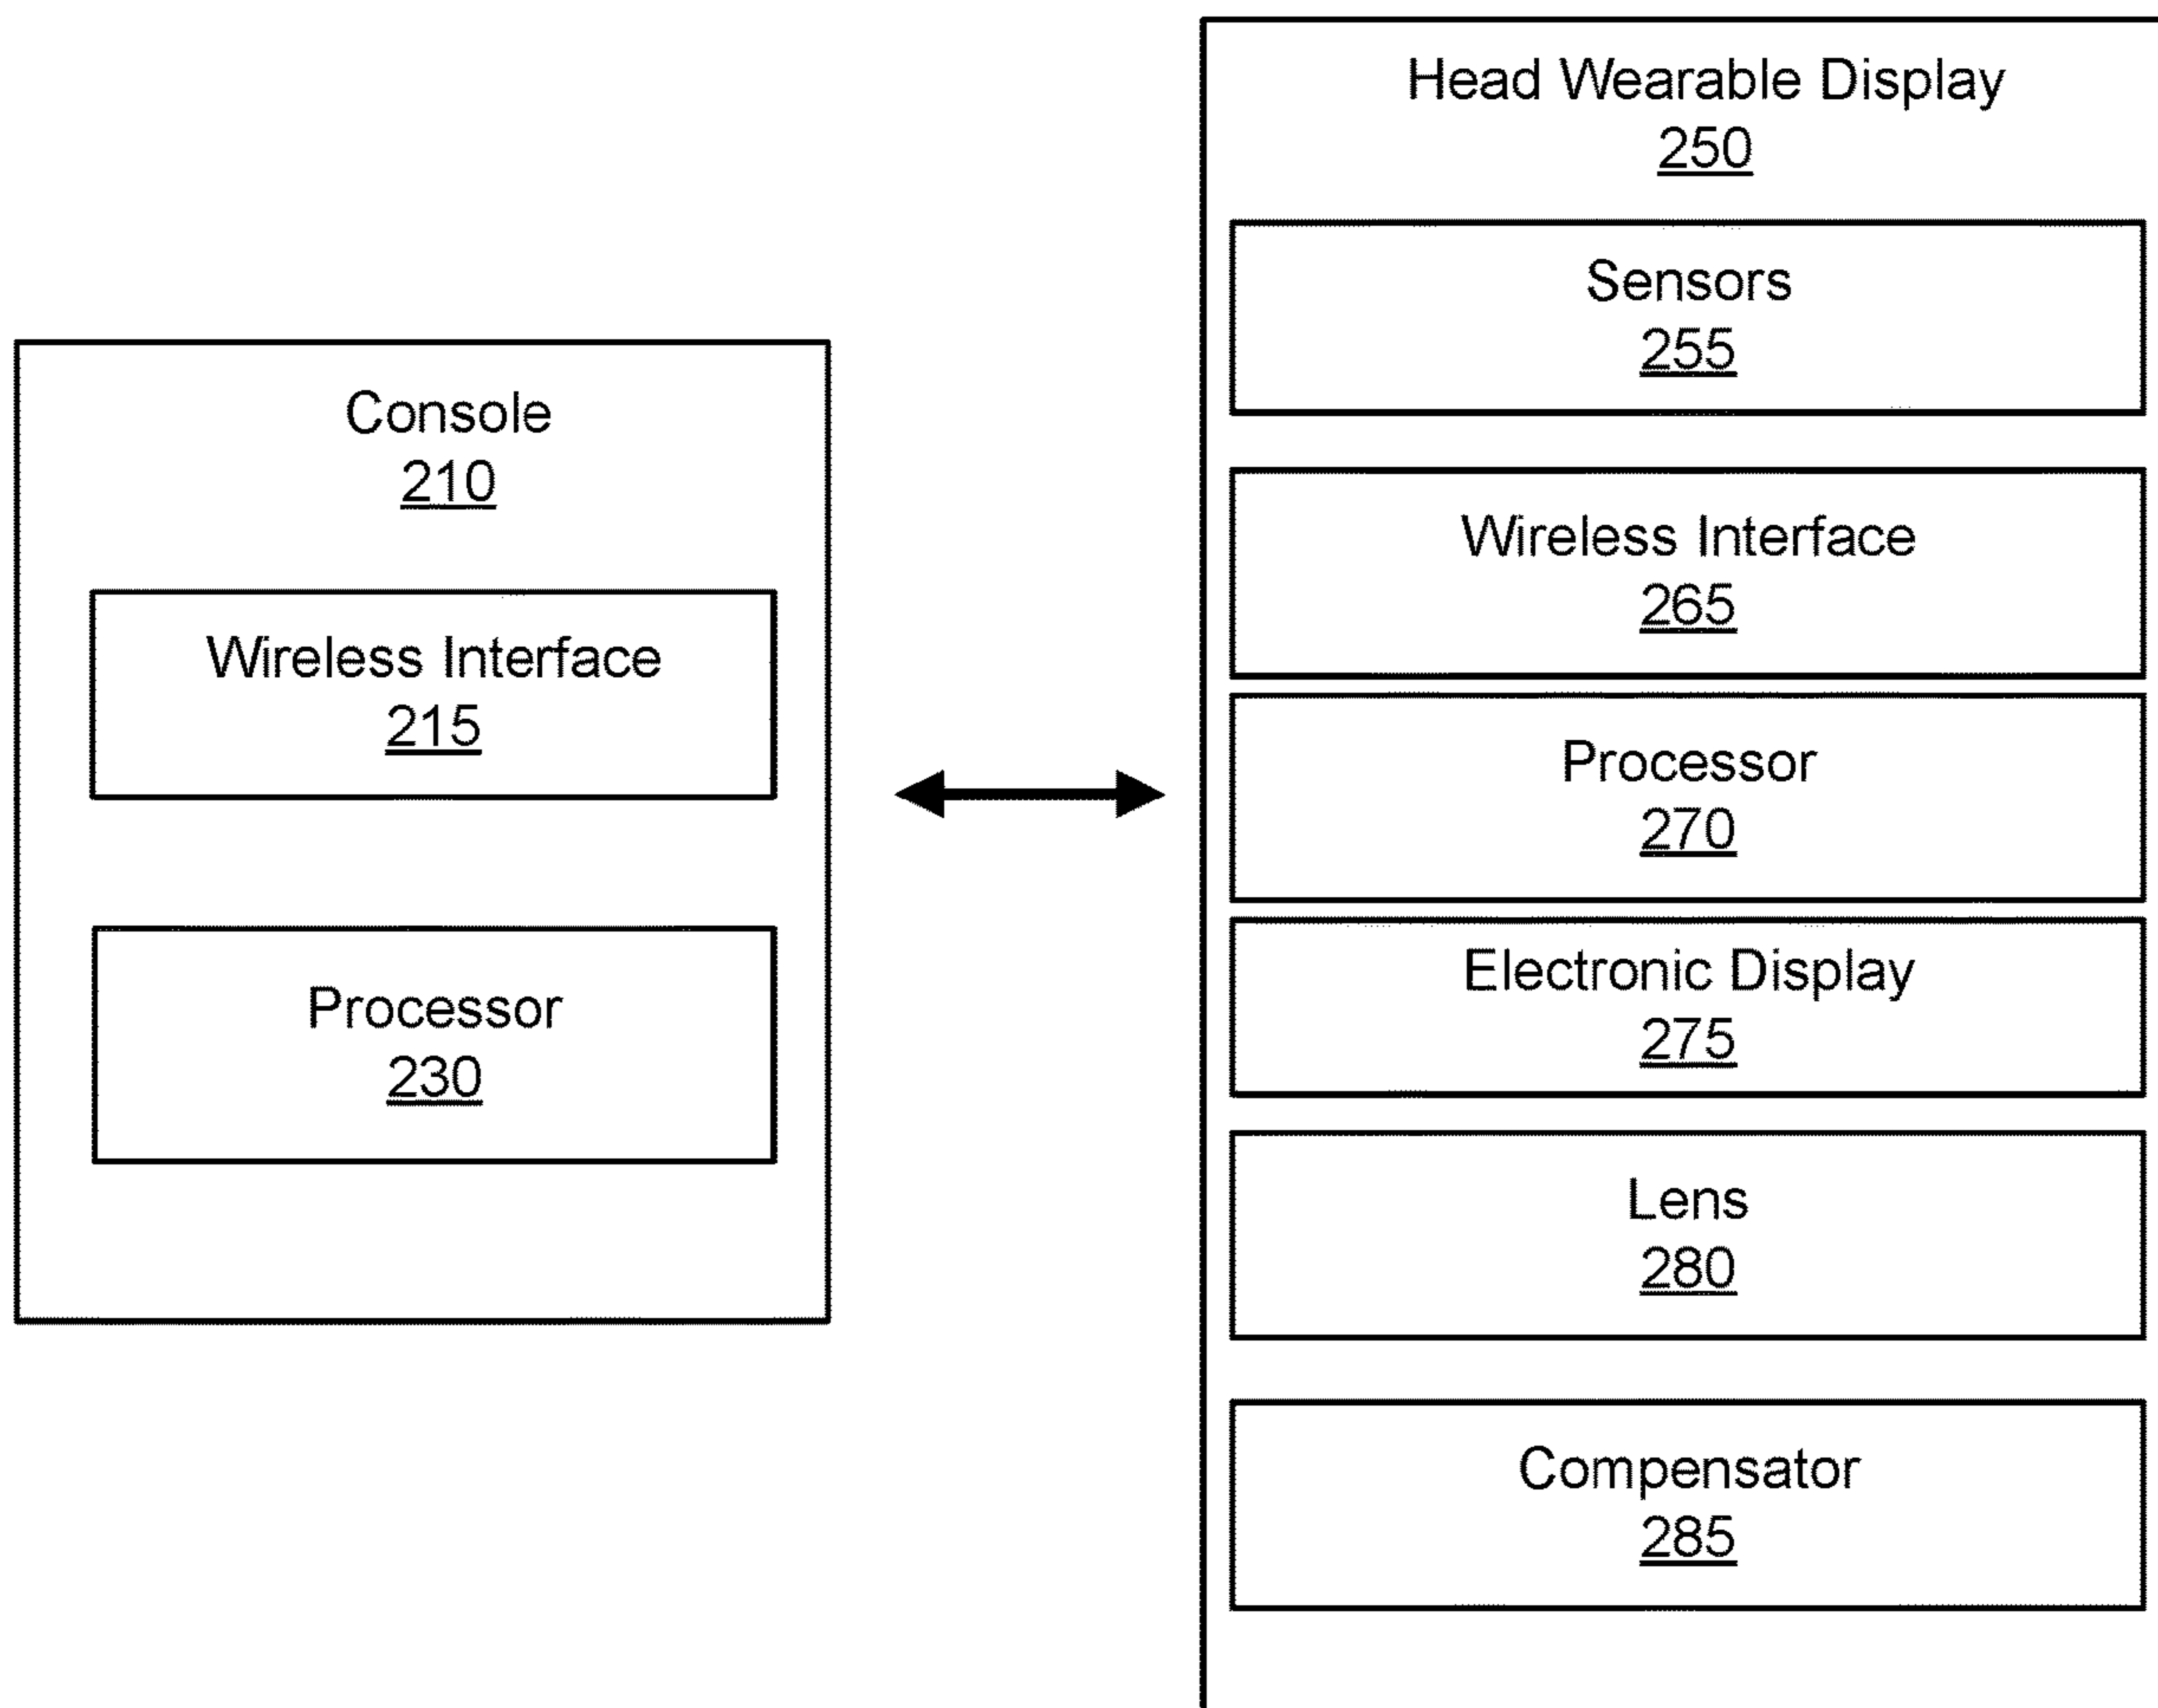 Console
210
Wireless Interface
215
Processor
230
Head Wearable Display
250
Sensors
255
Wireless Interface
265
Processor
270
Electronic Display
275
Lens
280
Compensator
285